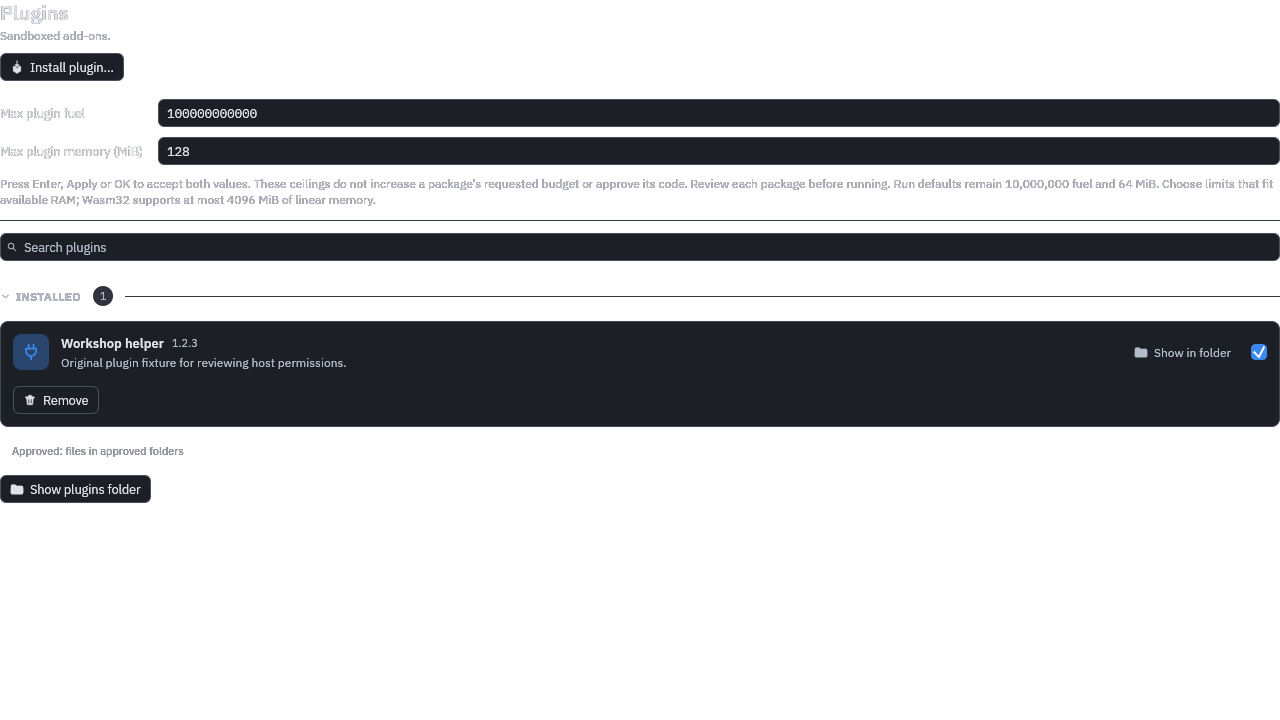 Plugins
Sandboxed add-ons.
Install plugin...
Max plugin fuel
100000000000
Max plugin memory (MiB)
128
Press Enter, Apply or OK to accept both values. These ceilings do not increase a package's requested budget or approve its code. Review each package before running. Run defaults remain 10,000,000 fuel and 64 MiB. Choose limits that fit
available RAM; Wasm32 supports at most 4096 MiB of linear memory.
Search plugins
INSTALLED 1
Workshop helper 1.2.3
Original plugin fixture for reviewing host permissions.
Show in folder
Remove
Approved: files in approved folders
Show plugins folder